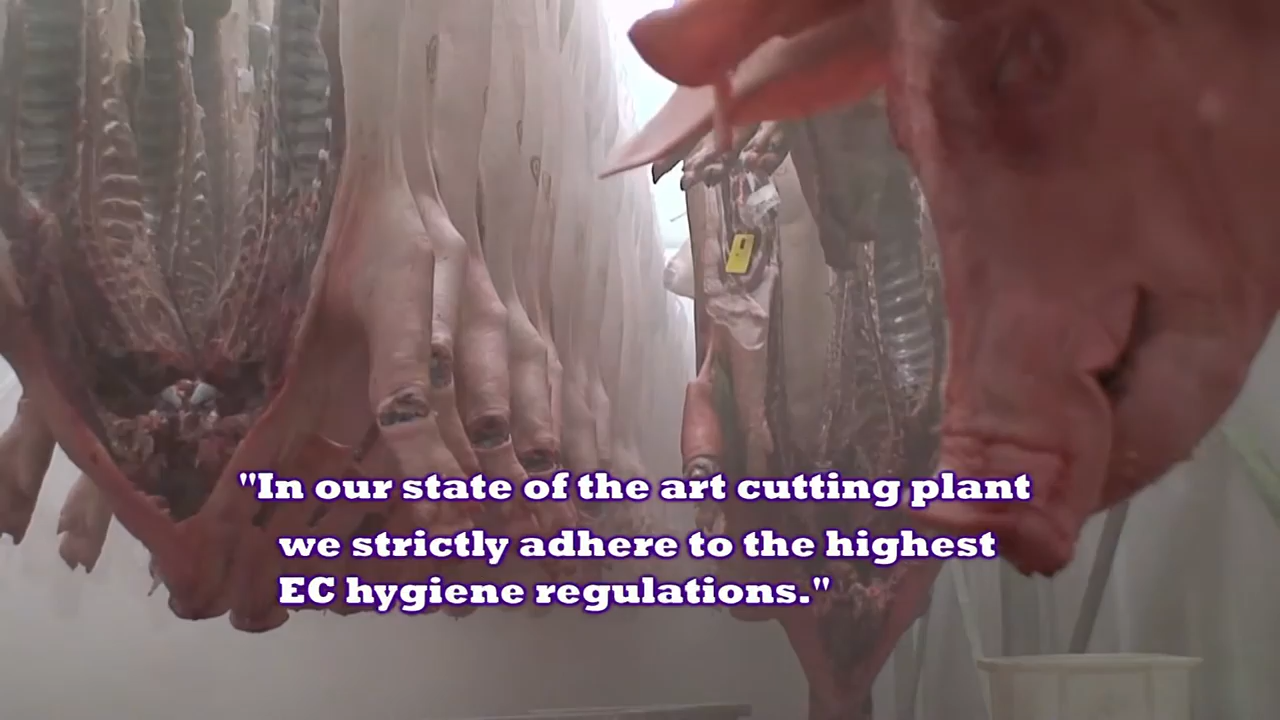 "In our state of the art cutting plant
we strictly adhere to the highest
EC hygiene regulations."